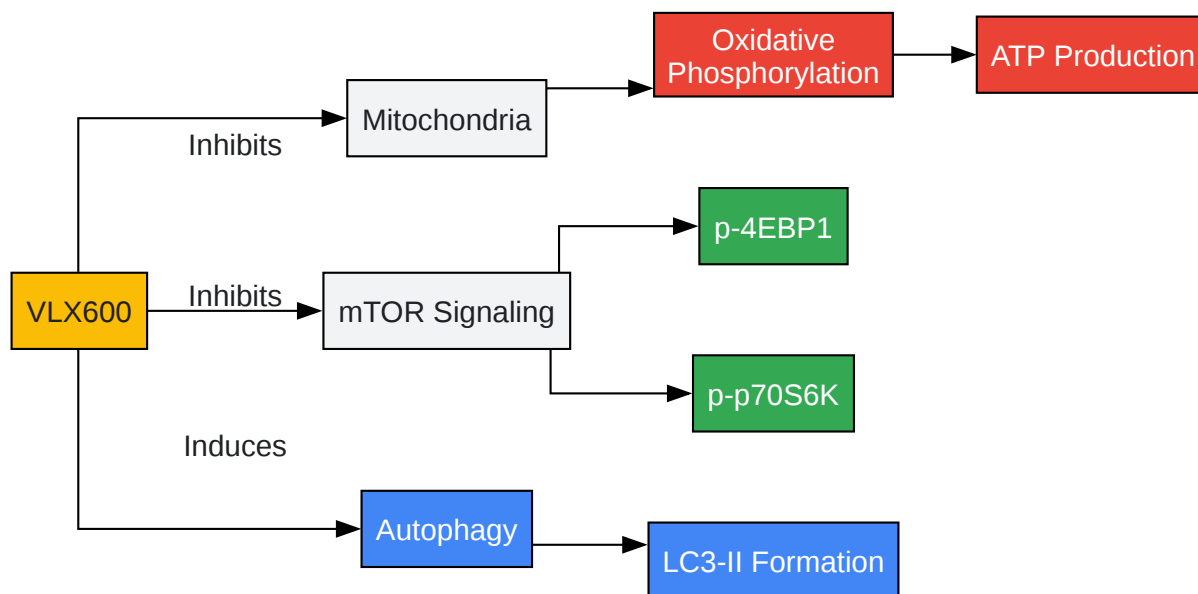 Oxidative
Phosphorylation
ATP Production
Mitochondria
Inhibits
p-4EBP1
VLX600
Inhibits
mTOR Signaling
p-p70S6K
Induces
Autophagy
LC3-II Formation